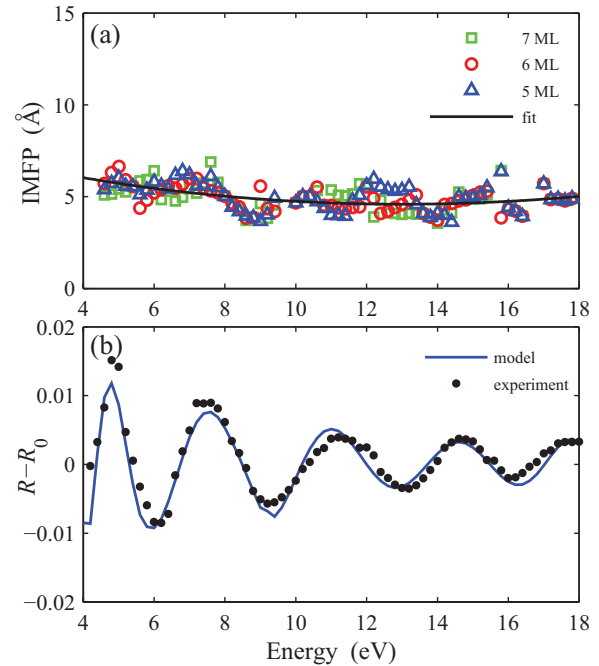 15
(a)
7 ML
6 ML
5 ML
fit
10
IMFP (Å)
5
0
4 6 8 10 12 14 16 18
0.02
(b)
model
experiment
0.01
R−R0
0
−0.01
−0.02
4 6 8 10 12 14 16 18
Energy (eV)